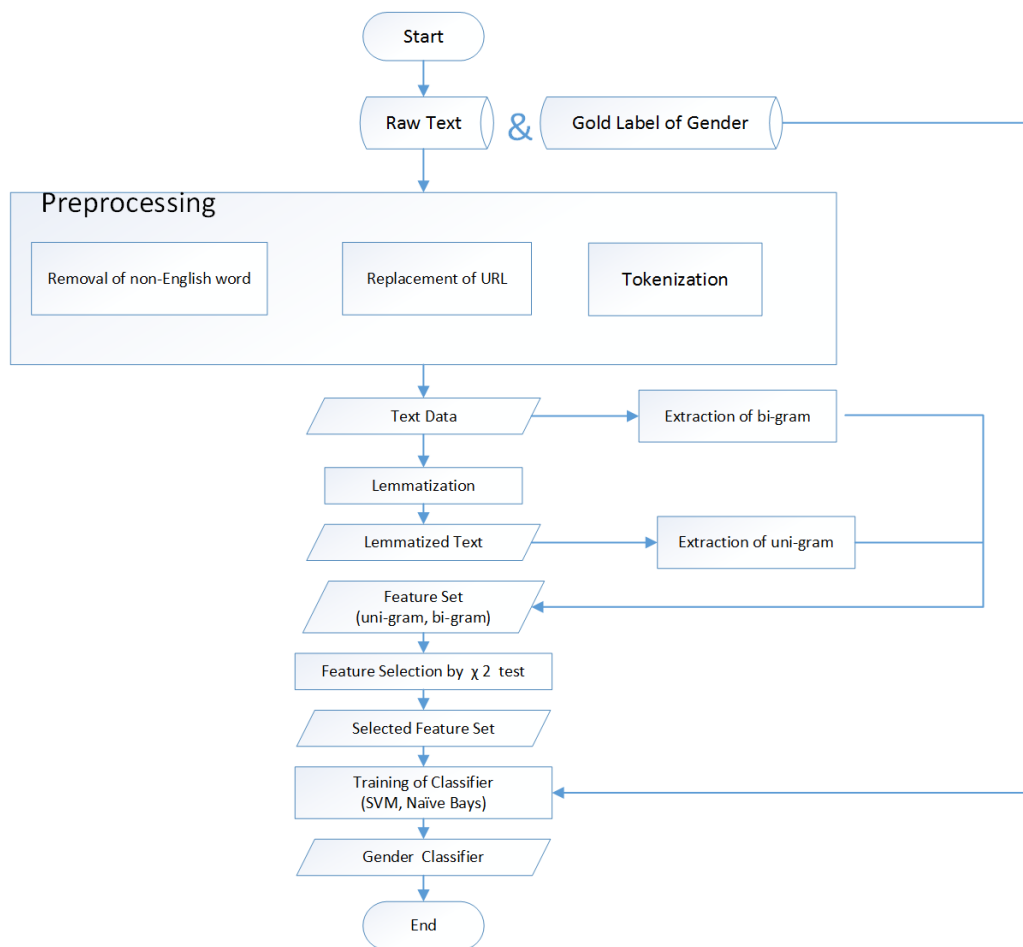 Start
Raw Text
&
Gold Label of Gender
Preprocessing
Removal of non-English word
Replacement of URL
Tokenization
Text Data
Extraction of bi-gram
Lemmatization
Lemmatized Text
Extraction of uni-gram
Feature Set
(uni-gram, bi-gram)
Feature Selection by χ 2 test
Selected Feature Set
Training of Classifier
(SVM, Naïve Bays)
Gender Classifier
End